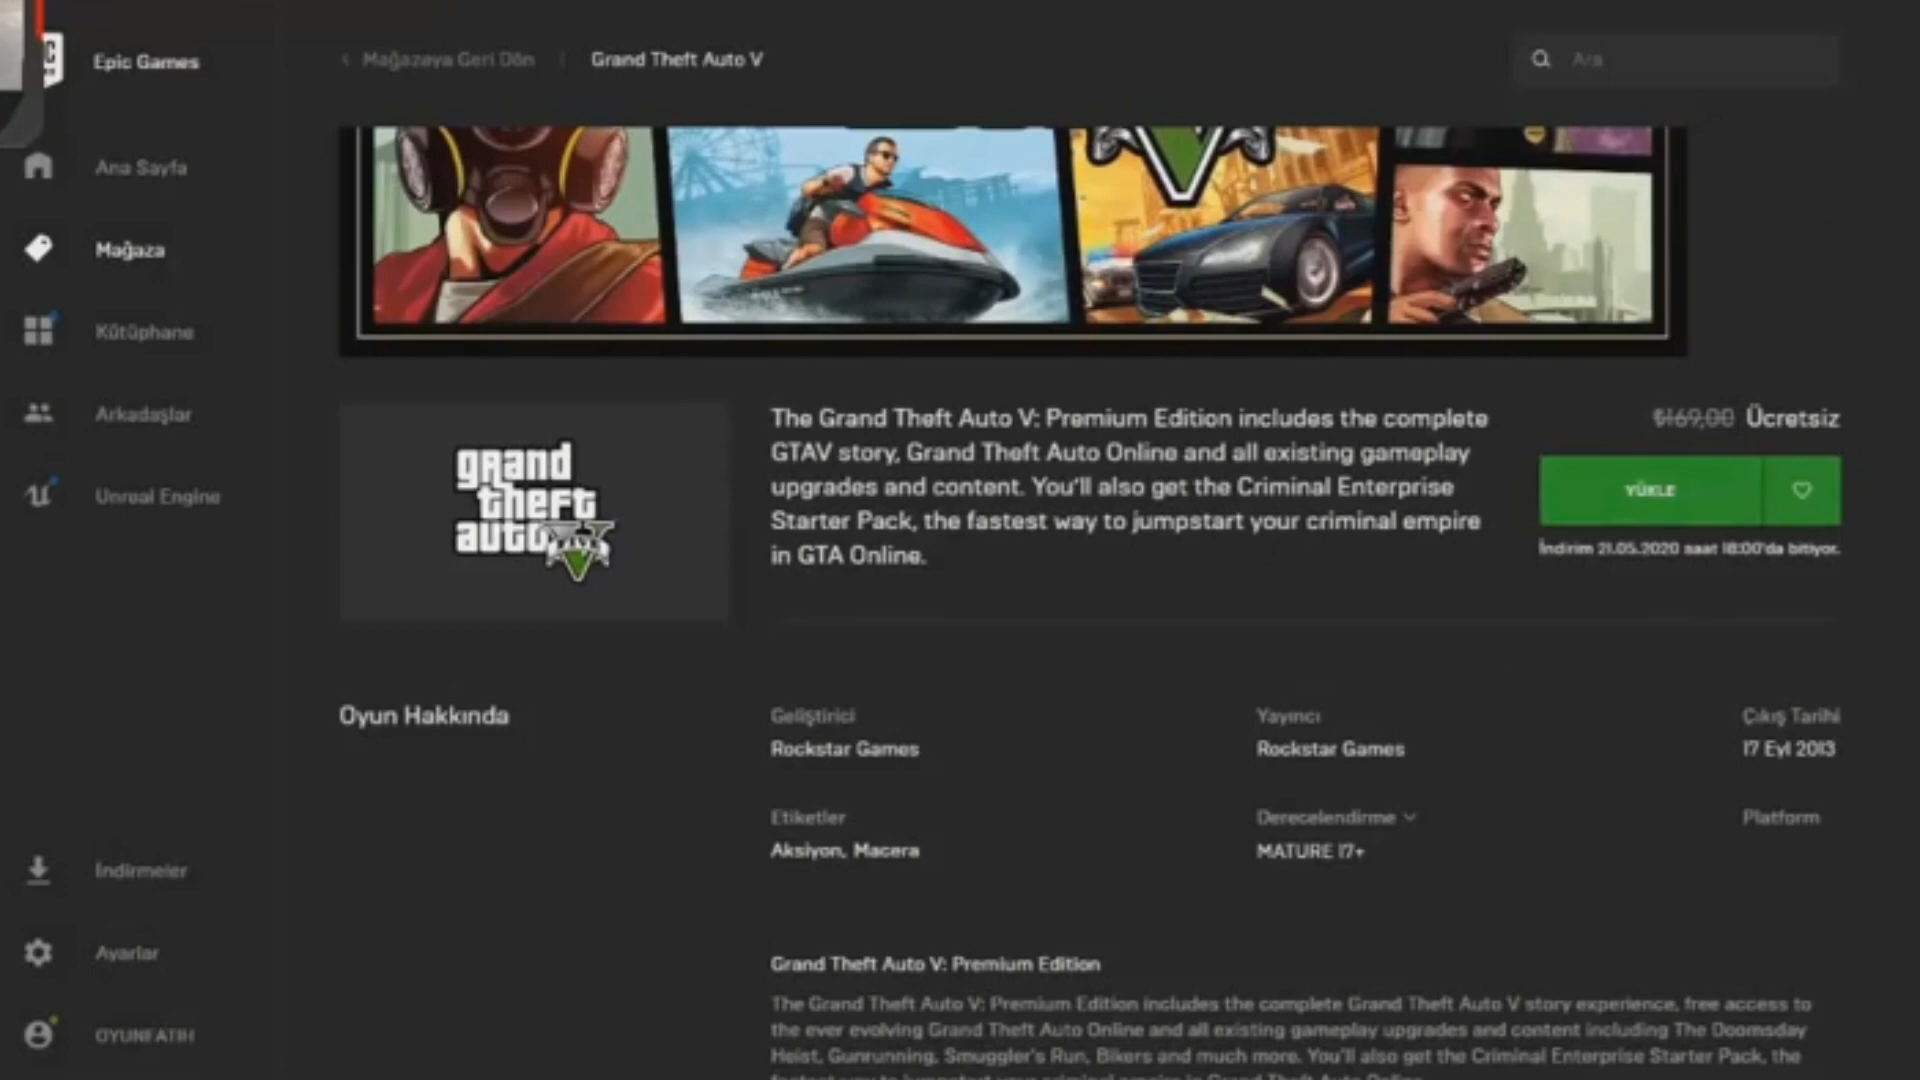 Epic Games
Mağazaya Geri Dön
Grand Theft Auto V
Ara
Ana Sayfa
Mağaza
Kütüphane
Arkadaşlar
Unreal Engine
İndirmeler
Ayarlar
OYUNFATIH
V
grand
theft
auto V
FIVE
The Grand Theft Auto V: Premium Edition includes the complete
GTAV story, Grand Theft Auto Online and all existing gameplay
upgrades and content. You'll also get the Criminal Enterprise
Starter Pack, the fastest way to jumpstart your criminal empire
in GTA Online.
₺169,00 Ücretsiz
YÜKLE
İndirim 21.05.2020 saat 18:00'da bitiyor.
Oyun Hakkında
Geliştirici
Rockstar Games
Yayıncı
Rockstar Games
Çıkış Tarihi
17 Eyl 2013
Etiketler
Aksiyon, Macera
Derecelendirme
MATURE 17+
Platform
Grand Theft Auto V: Premium Edition
The Grand Theft Auto V: Premium Edition includes the complete Grand Theft Auto V story experience, free access to
the ever evolving Grand Theft Auto Online and all existing gameplay upgrades and content including The Doomsday
Heist, Gunrunning, Smuggler's Run, Bikers and much more. You'll also get the Criminal Enterprise Starter Pack, the